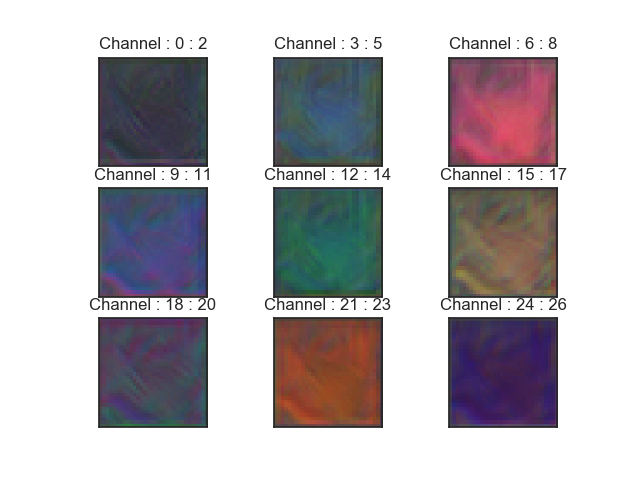 Channel : 0 : 2
Channel : 3 : 5
Channel : 6 : 8
Channel : 9 : 11
Channel : 12 : 14
Channel : 15 : 17
Channel : 18 : 20
Channel : 21 : 23
Channel : 24 : 26